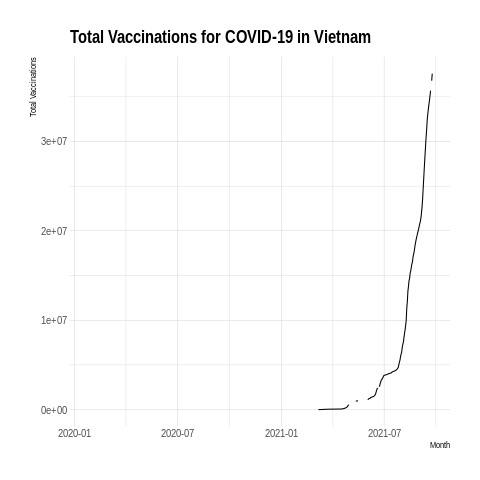 Total Vaccinations for COVID-19 in Vietnam
Total Vaccinations
3e+07
2e+07
1e+07
0e+00
2020-01 2020-07 2021-01 2021-07
Month